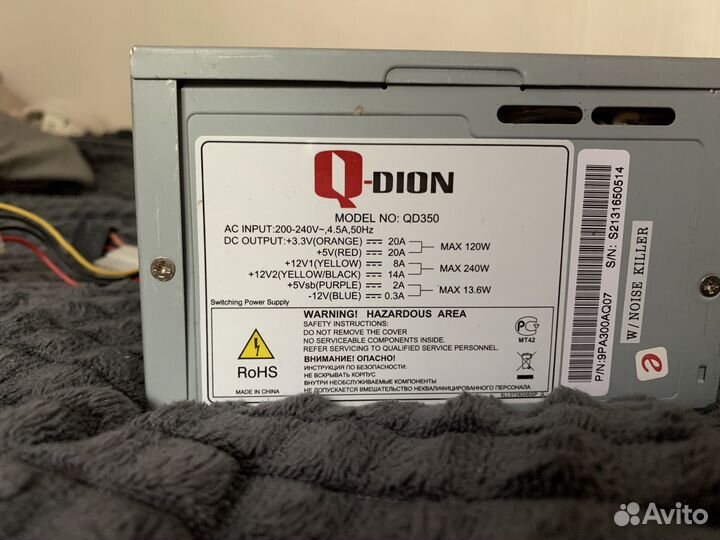 Q-DION
MODEL NO: QD350
AC INPUT:200-240V~,4.5A,50Hz
DC OUTPUT:+3.3V(ORANGE) 20A
+5V(RED) 20A
MAX 120W
+12V1(YELLOW) 8A
+12V2(YELLOW/BLACK) 14A
MAX 240W
+5Vsb(PURPLE) 2A
-12V(BLUE) 0.3A
MAX 13.6W
Switching Power Supply
WARNING! HAZARDOUS AREA
SAFETY INSTRUCTIONS:
DO NOT REMOVE THE COVER
NO SERVICEABLE COMPONENTS INSIDE.
REFER SERVICING TO QUALIFIED SERVICE PERSONNEL.
ВНИМАНИЕ! ОПАСНО!
ИНСТРУКЦИЯ ПО БЕЗОПАСНОСТИ:
НЕ ВСКРЫВАТЬ КОРПУС
ВНУТРИ НЕОБСЛУЖИВАЕМЫЕ КОМПОНЕНТЫ
НЕ ДОПУСКАЕТСЯ ВМЕШАТЕЛЬСТВО НЕКВАЛИФИЦИРОВАННОГО ПЕРСОНАЛА
RoHS
MADE IN CHINA
MT42
P/N:9PA300AQ07
S/N: S2131650514
W/ NOISE KILLER
e
Avito